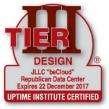 III
TIER
DESIGN
JLLC "beCloud"
Republican Data Center
Expires 22 December 2017
UPTIME INSTITUTE CERTIFIED